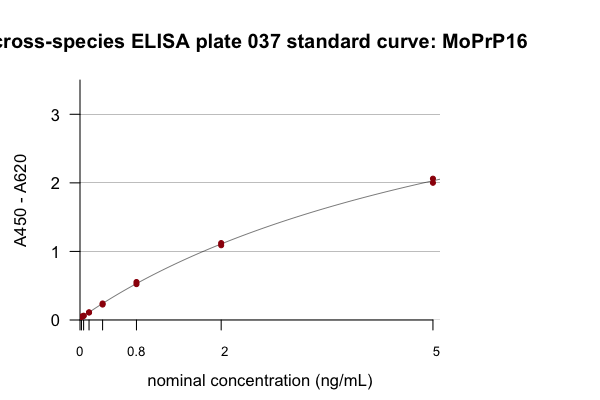 cross-species ELISA plate 037 standard curve: MoPrP16
A450 - A620
3
2
1
0
0 0.8 2 5
nominal concentration (ng/mL)